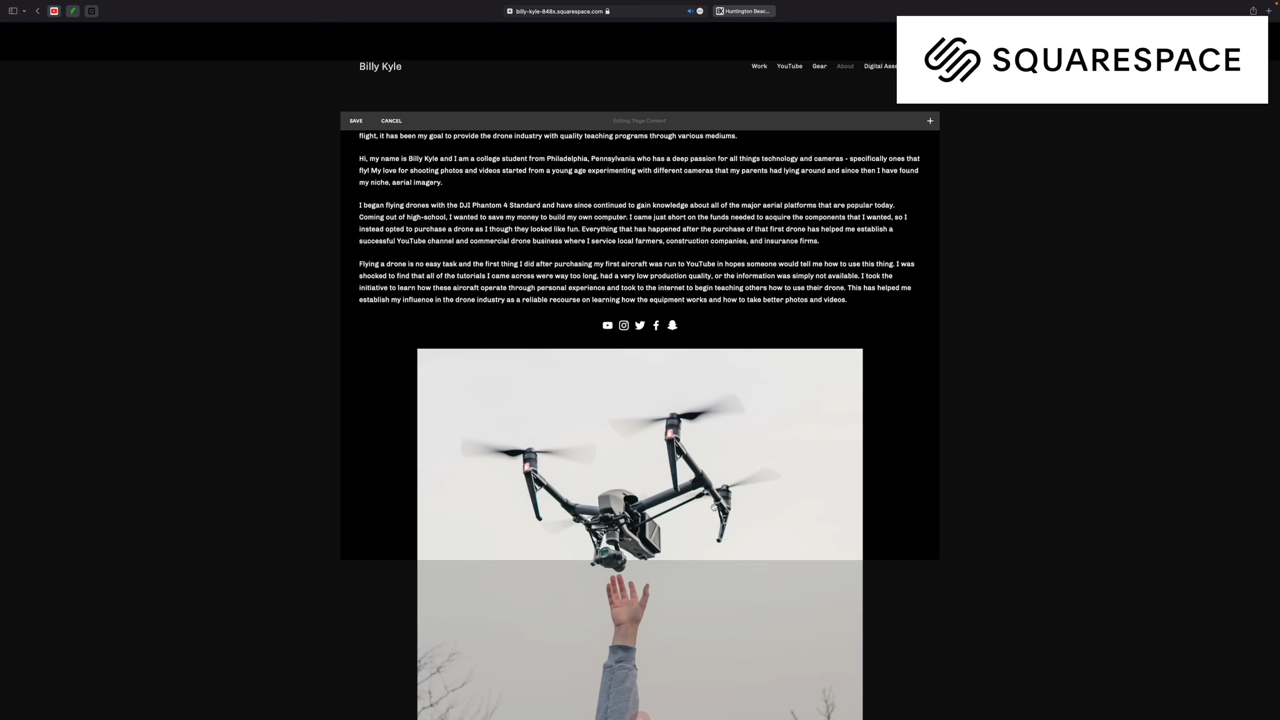 billy-kyle-848x.squarespace.com
Huntington Beac...
SQUARESPACE
Billy Kyle
Work YouTube Gear About Digital Asse
SAVE CANCEL Editing 'Page Content' +
flight, it has been my goal to provide the drone industry with quality teaching programs through various mediums.
Hi, my name is Billy Kyle and I am a college student from Philadelphia, Pennsylvania who has a deep passion for all things technology and cameras - specifically ones that
fly! My love for shooting photos and videos started from a young age experimenting with different cameras that my parents had lying around and since then I have found
my niche, aerial imagery.
I began flying drones with the DJI Phantom 4 Standard and have since continued to gain knowledge about all of the major aerial platforms that are popular today.
Coming out of high-school, I wanted to save my money to build my own computer. I came just short on the funds needed to acquire the components that I wanted, so I
instead opted to purchase a drone as I though they looked like fun. Everything that has happened after the purchase of that first drone has helped me establish a
successful YouTube channel and commercial drone business where I service local farmers, construction companies, and insurance firms.
Flying a drone is no easy task and the first thing I did after purchasing my first aircraft was run to YouTube in hopes someone would tell me how to use this thing. I was
shocked to find that all of the tutorials I came across were way too long, had a very low production quality, or the information was simply not available. I took the
initiative to learn how these aircraft operate through personal experience and took to the internet to begin teaching others how to use their drone. This has helped me
establish my influence in the drone industry as a reliable recourse on learning how the equipment works and how to take better photos and videos.